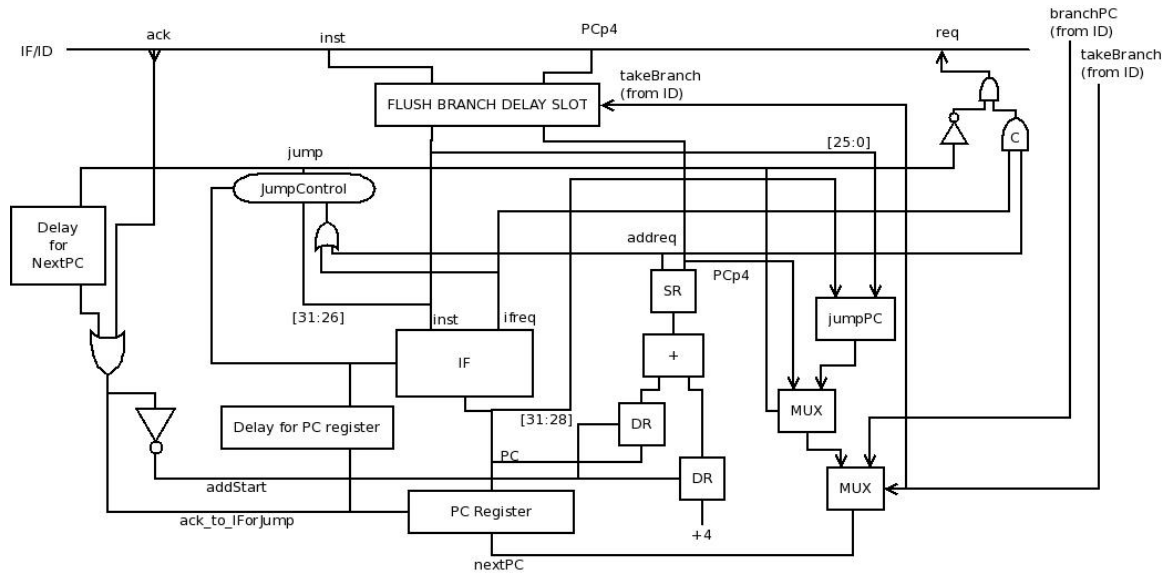 branchPC
(from ID)
IF/ID
ack
inst
PCp4
req
takeBranch
(from ID)
takeBranch
(from ID)
FLUSH BRANCH DELAY SLOT
C
[25:0]
jump
JumpControl
Delay
for
NextPC
addreq
PCp4
SR
[31:26]
inst
ifreq
jumpPC
IF
+
MUX
Delay for PC register
[31:28]
DR
PC
DR
MUX
addStart
PC Register
ack_to_IForJump
+4
nextPC